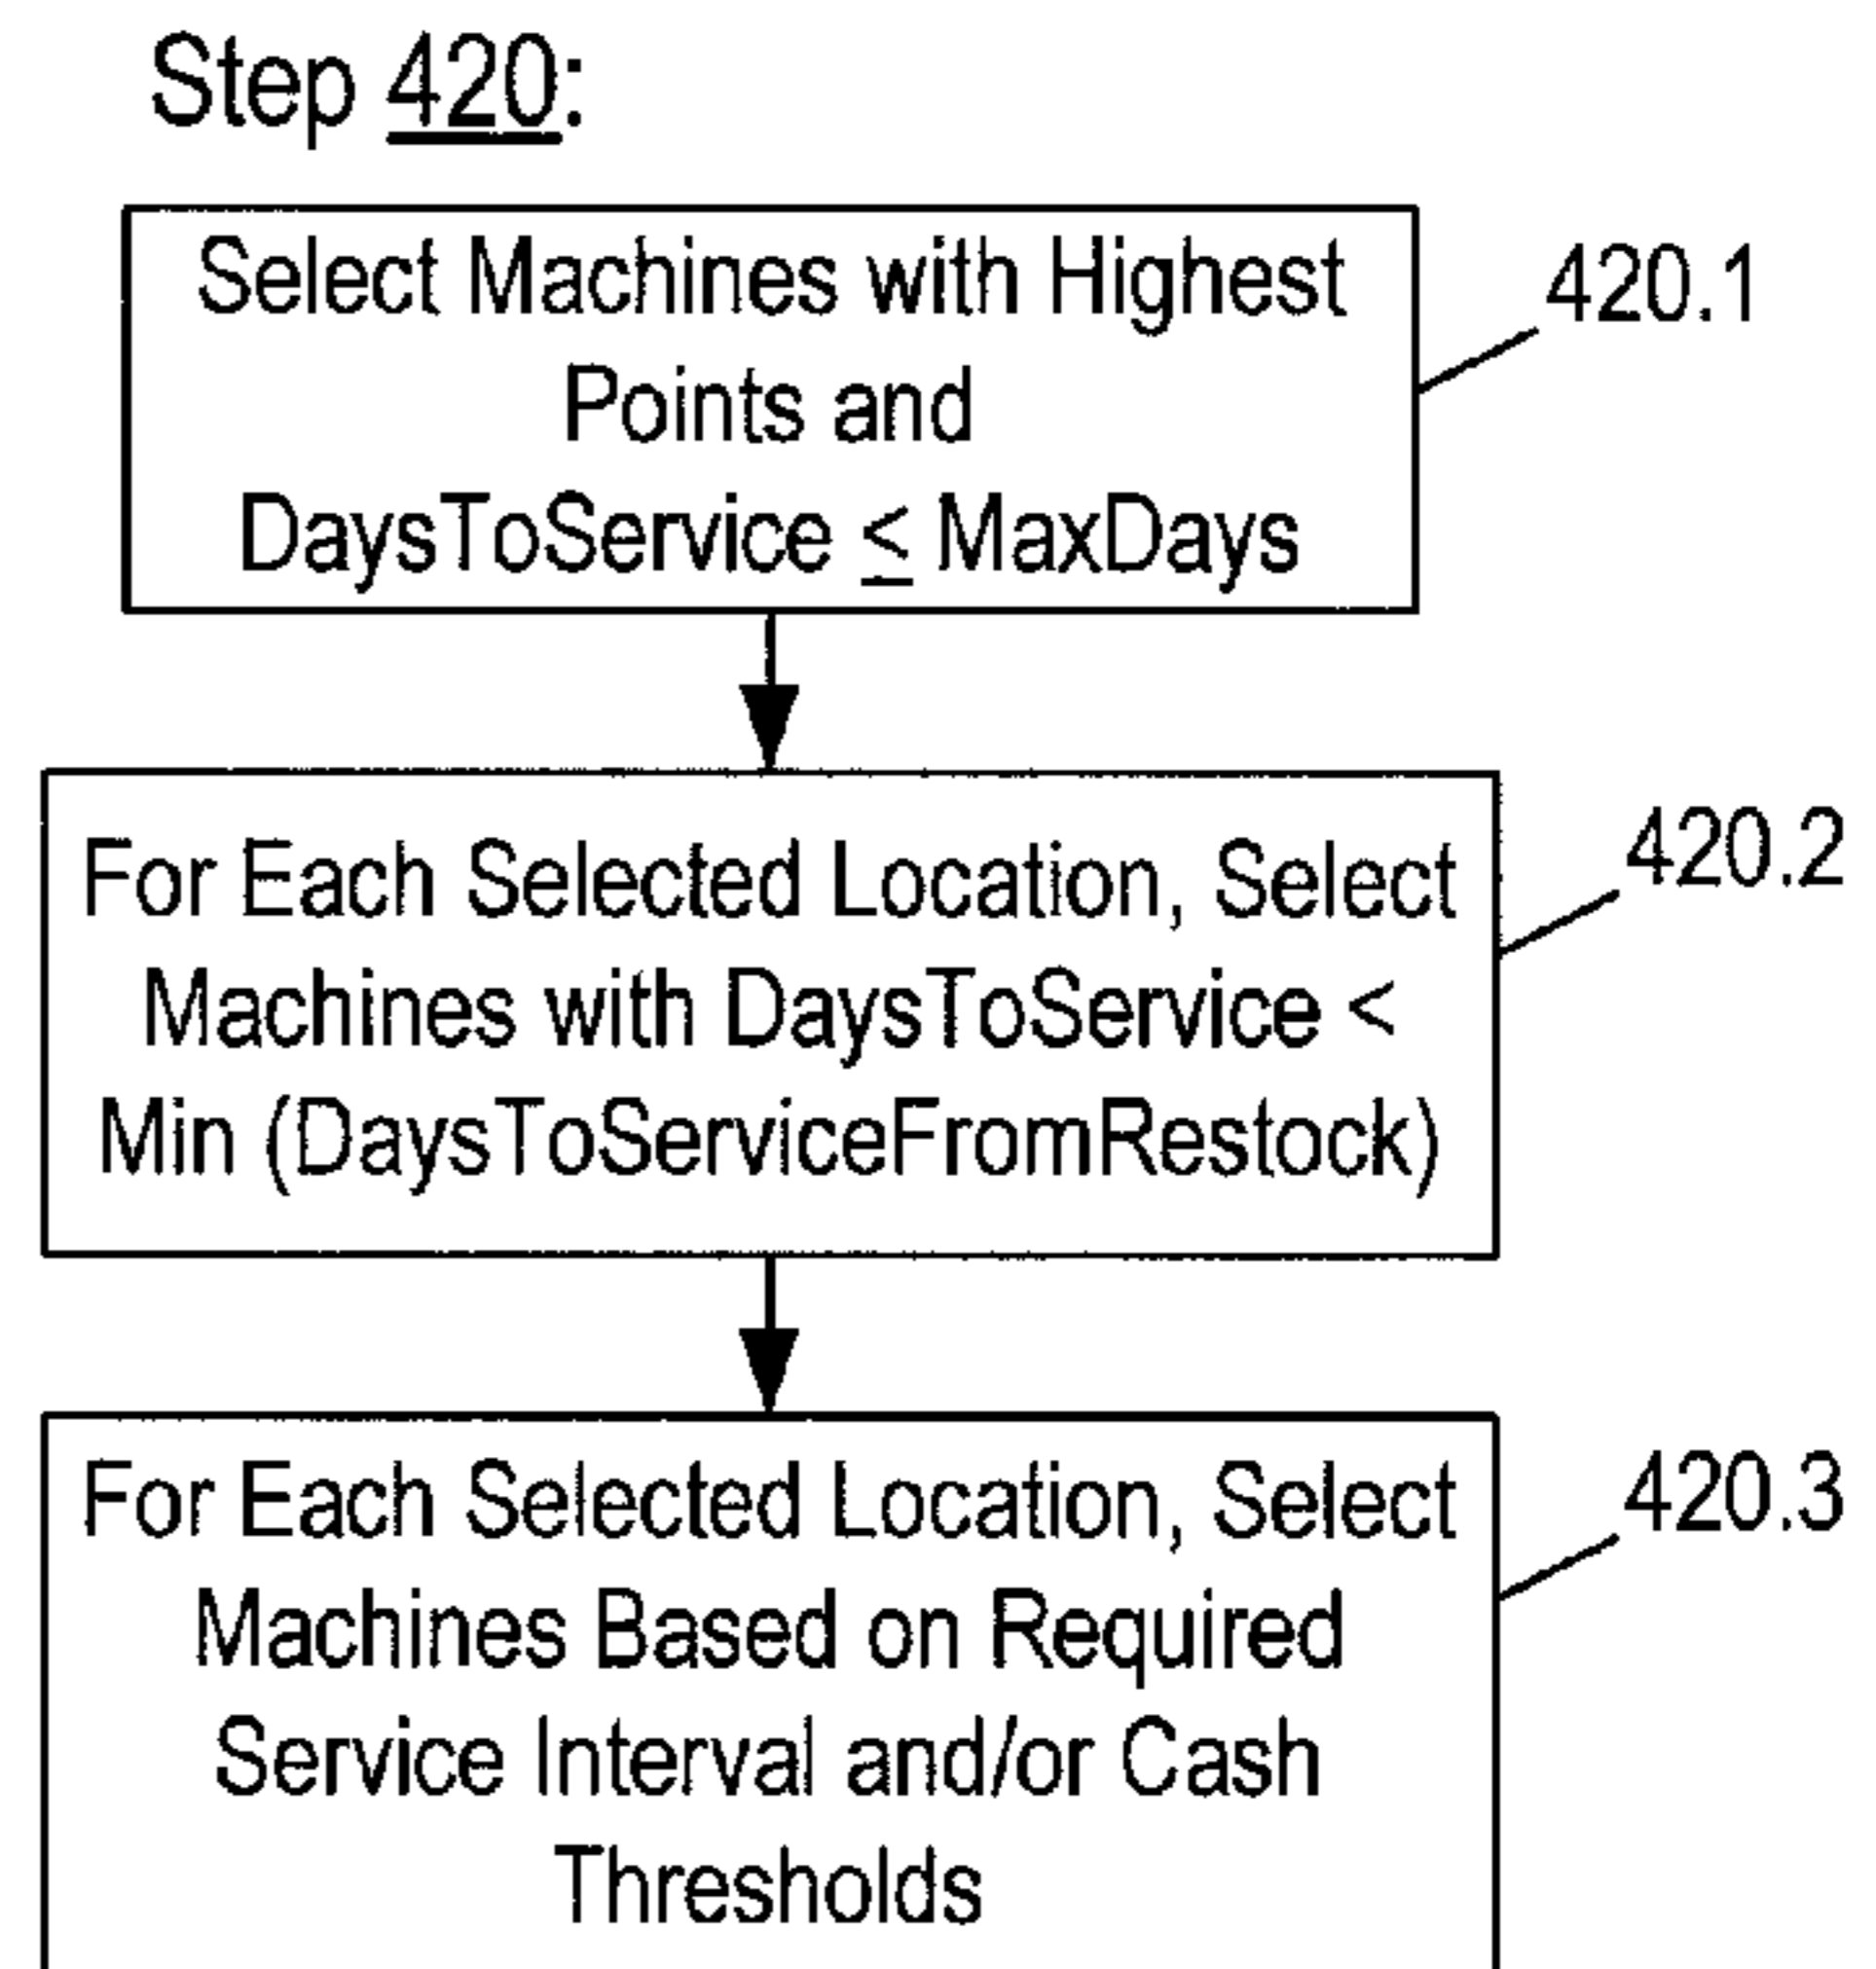 Step 420:
Select Machines with Highest
Points and
DaysToService ≤ MaxDays
420.1
For Each Selected Location, Select
Machines with DaysToService <
Min (DaysToServiceFromRestock)
420.2
For Each Selected Location, Select
Machines Based on Required
Service Interval and/or Cash
Thresholds
420.3